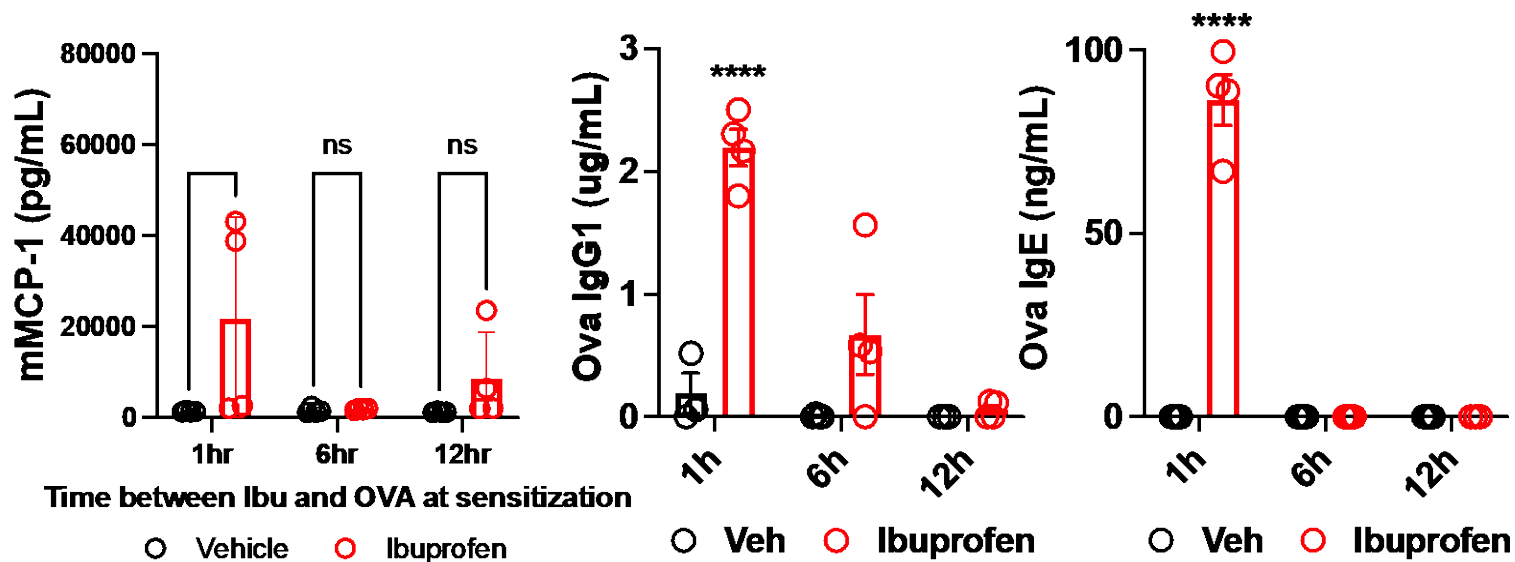 mMCP-1 (pg/mL)
80000
60000
40000
20000
0
ns
ns
1hr
6hr
12hr
Time between Ibu and OVA at sensitization
Vehicle
Ibuprofen
Ova IgG1 (ug/mL)
3
2
1
0
****
1h
6h
12h
Veh
Ibuprofen
Ova IgE (ng/mL)
100
50
0
****
1h
6h
12h
Veh
Ibuprofen